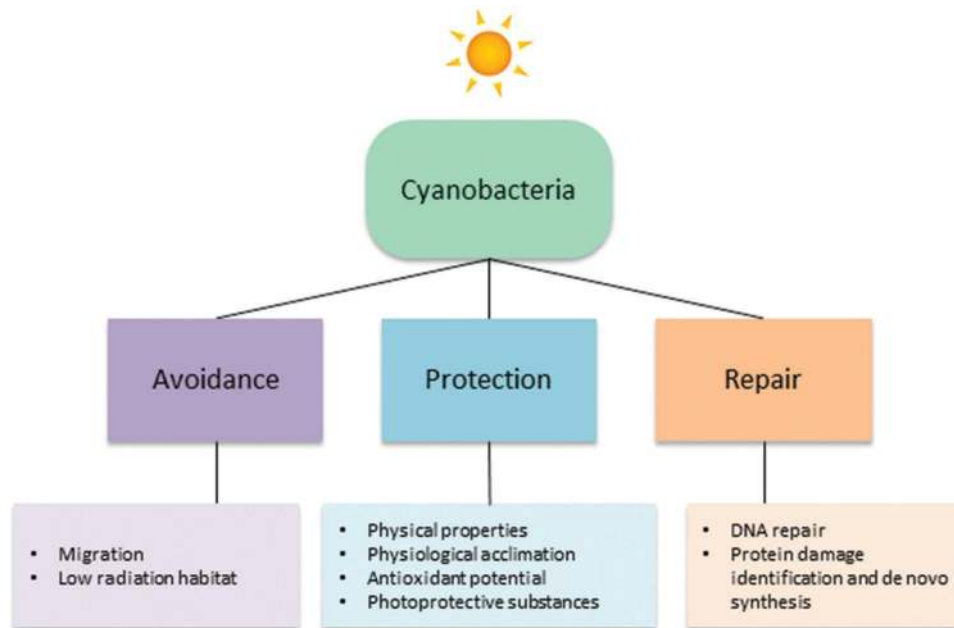 Cyanobacteria
Avoidance
Protection
Repair
• Migration
• Low radiation habitat
• Physical properties
• Physiological acclimation
• Antioxidant potential
• Photoprotective substances
• DNA repair
• Protein damage
identification and de novo
synthesis